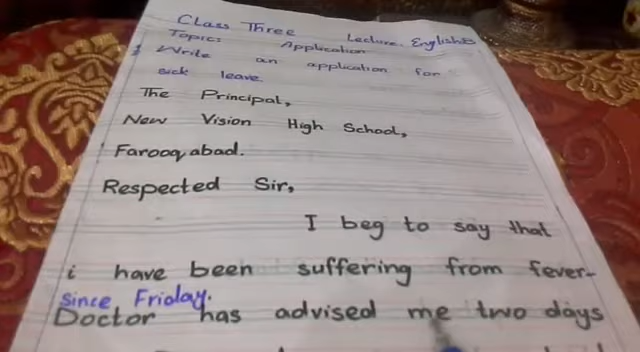 Class Three Lecture. English
Topics Application
Write an application for
sick leave.
The Principal,
New Vision High School,
Farooqabad.
Respected Sir,
I beg to say that
i have been suffering from fever
since Friday.
Doctor has advised me two days